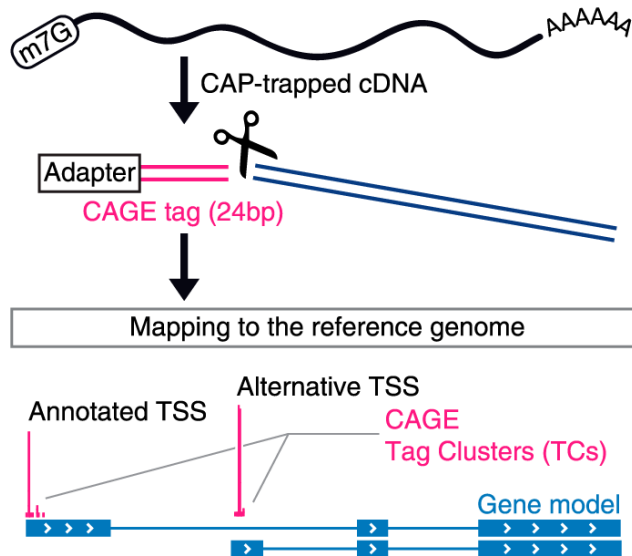 m7G
AAAAAA
CAP-trapped cDNA
Adapter
CAGE tag (24bp)
Mapping to the reference genome
Alternative TSS
Annotated TSS
CAGE
Tag Clusters (TCs)
Gene model